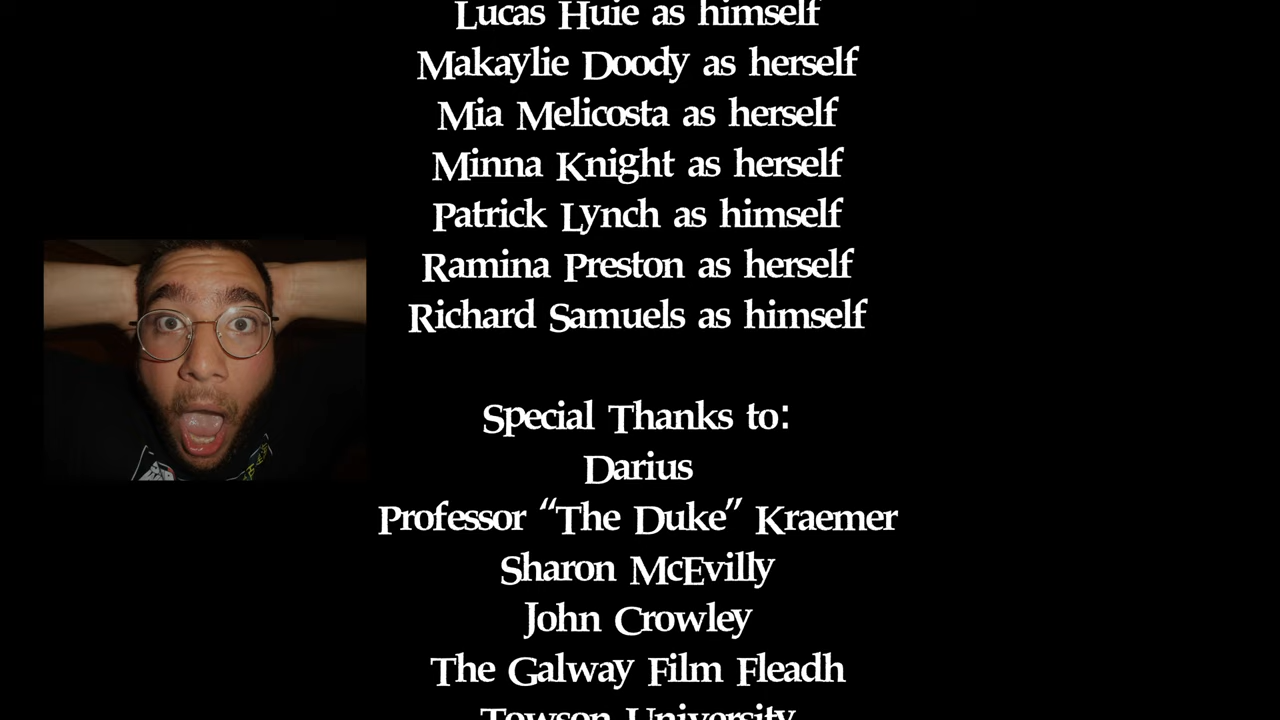 Lucas Huie as himself
Makaylie Doody as herself
Mia Melicosta as herself
Minna Knight as herself
Patrick Lynch as himself
Ramina Preston as herself
Richard Samuels as himself
Special Thanks to:
Darius
Professor “The Duke” Kraemer
Sharon McEvilly
John Crowley
The Galway Film Fleadh
Towson University